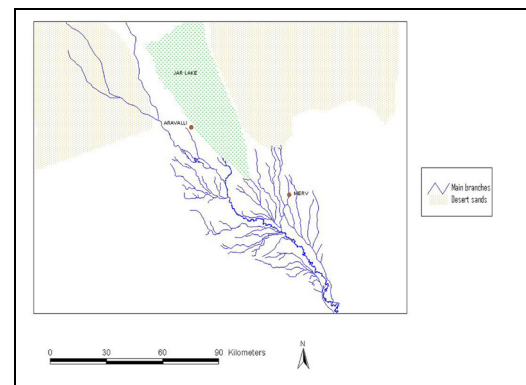 JAR LAKE
ARAVALLI
MERV
Main branches
Desert sands
0 30 60 90 Kilometers
N